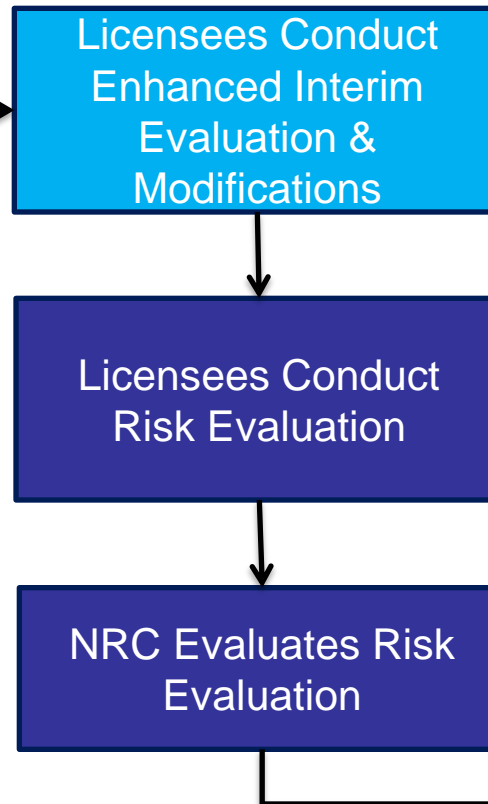 Licensees Conduct
Enhanced Interim
Evaluation &
Modifications
Licensees Conduct
Risk Evaluation
NRC Evaluates Risk
Evaluation